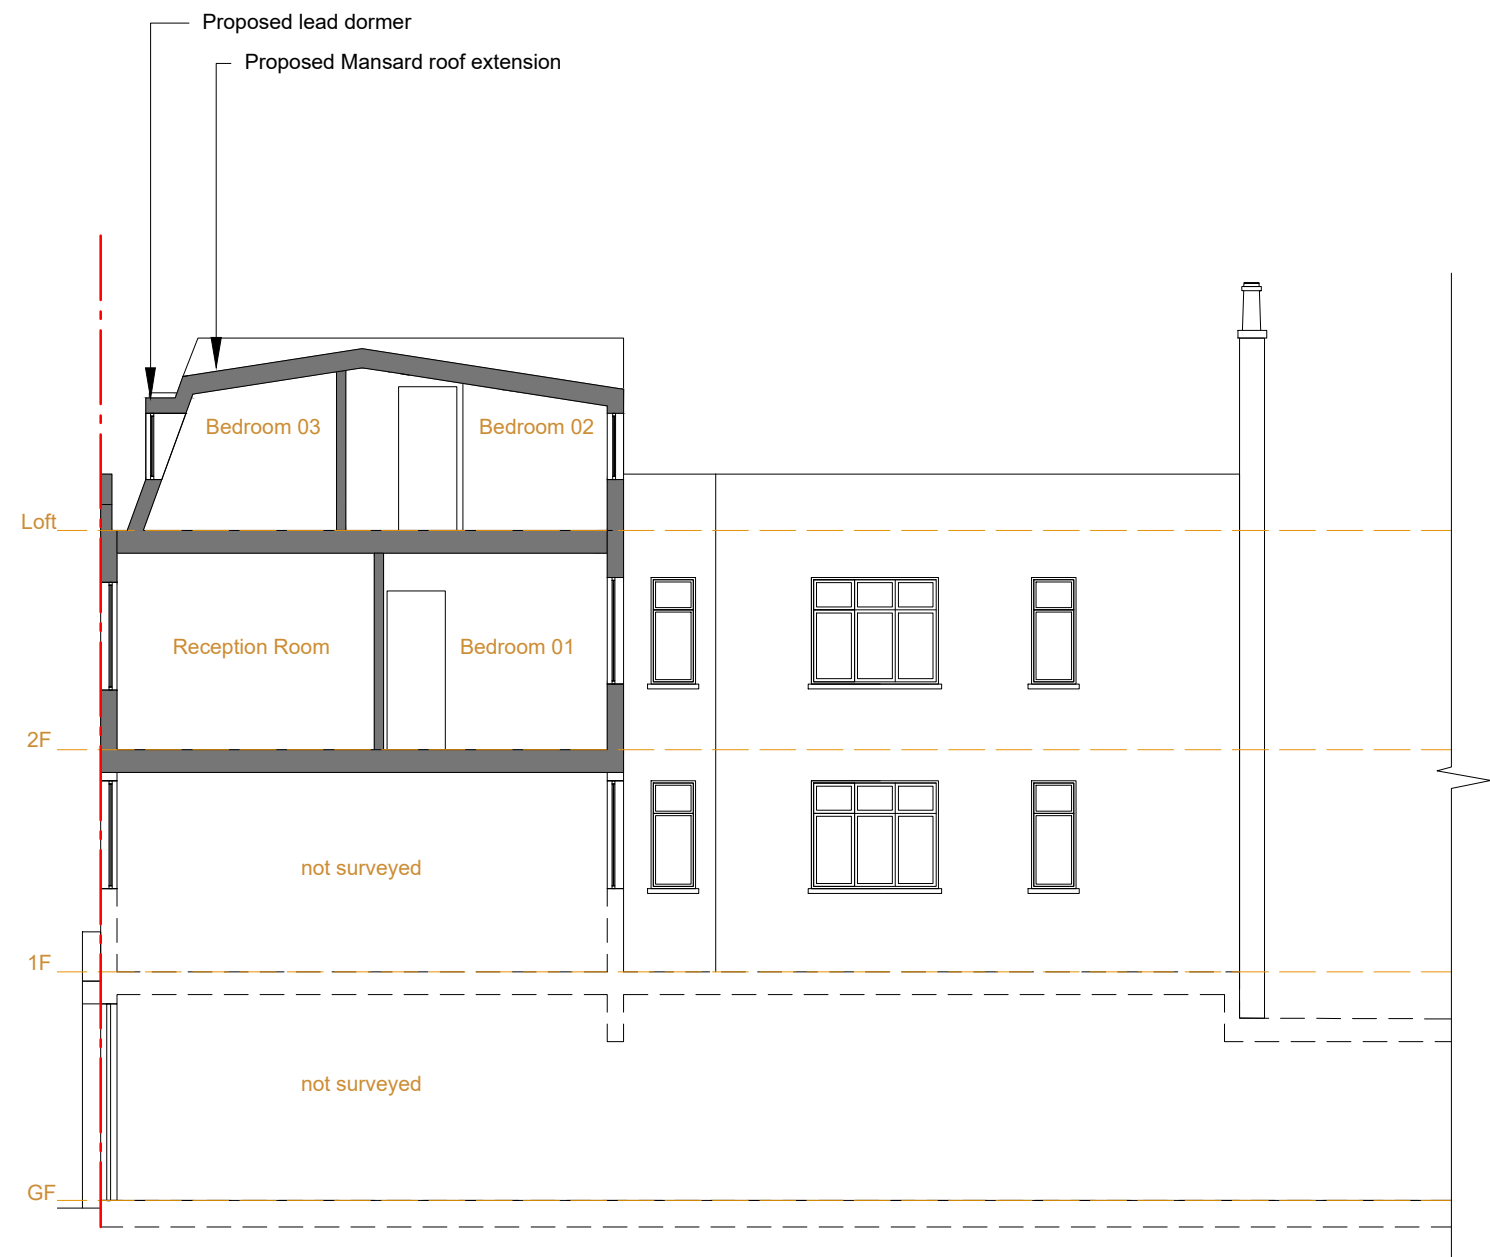 Proposed lead dormer
Proposed Mansard roof extension
Bedroom 03
Bedroom 02
Loft
Reception Room
Bedroom 01
2F
not surveyed
1F
not surveyed
GF